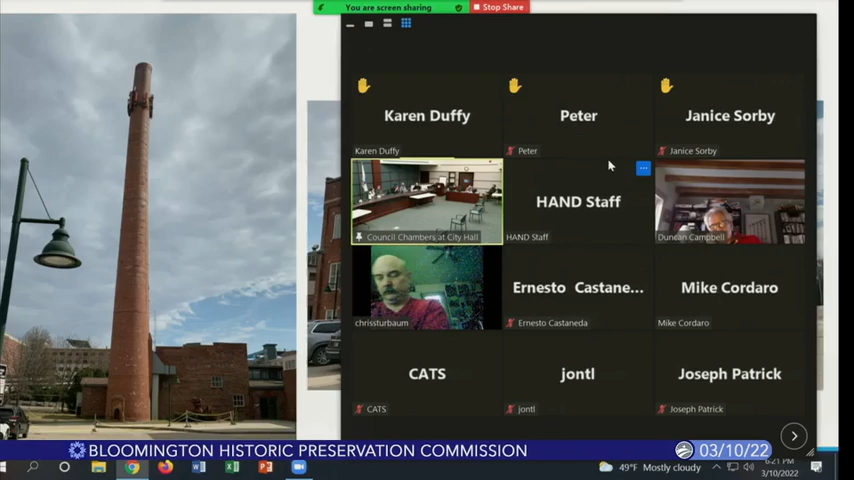 You are screen sharing
Stop Share
Karen Duffy
Peter
Janice Sorby
Karen Duffy
Peter
Janice Sorby
HAND Staff
Council Chambers at City Hall
HAND Staff
Duncan Campbell
Ernesto Castane...
Mike Cordaro
chrissturbaum
Ernesto Castaneda
Mike Cordaro
CATS
jontl
Joseph Patrick
CATS
jontl
Joseph Patrick
BLOOMINGTON HISTORIC PRESERVATION COMMISSION
03/10/22
49°F Mostly cloudy
6:21 PM
3/10/2022